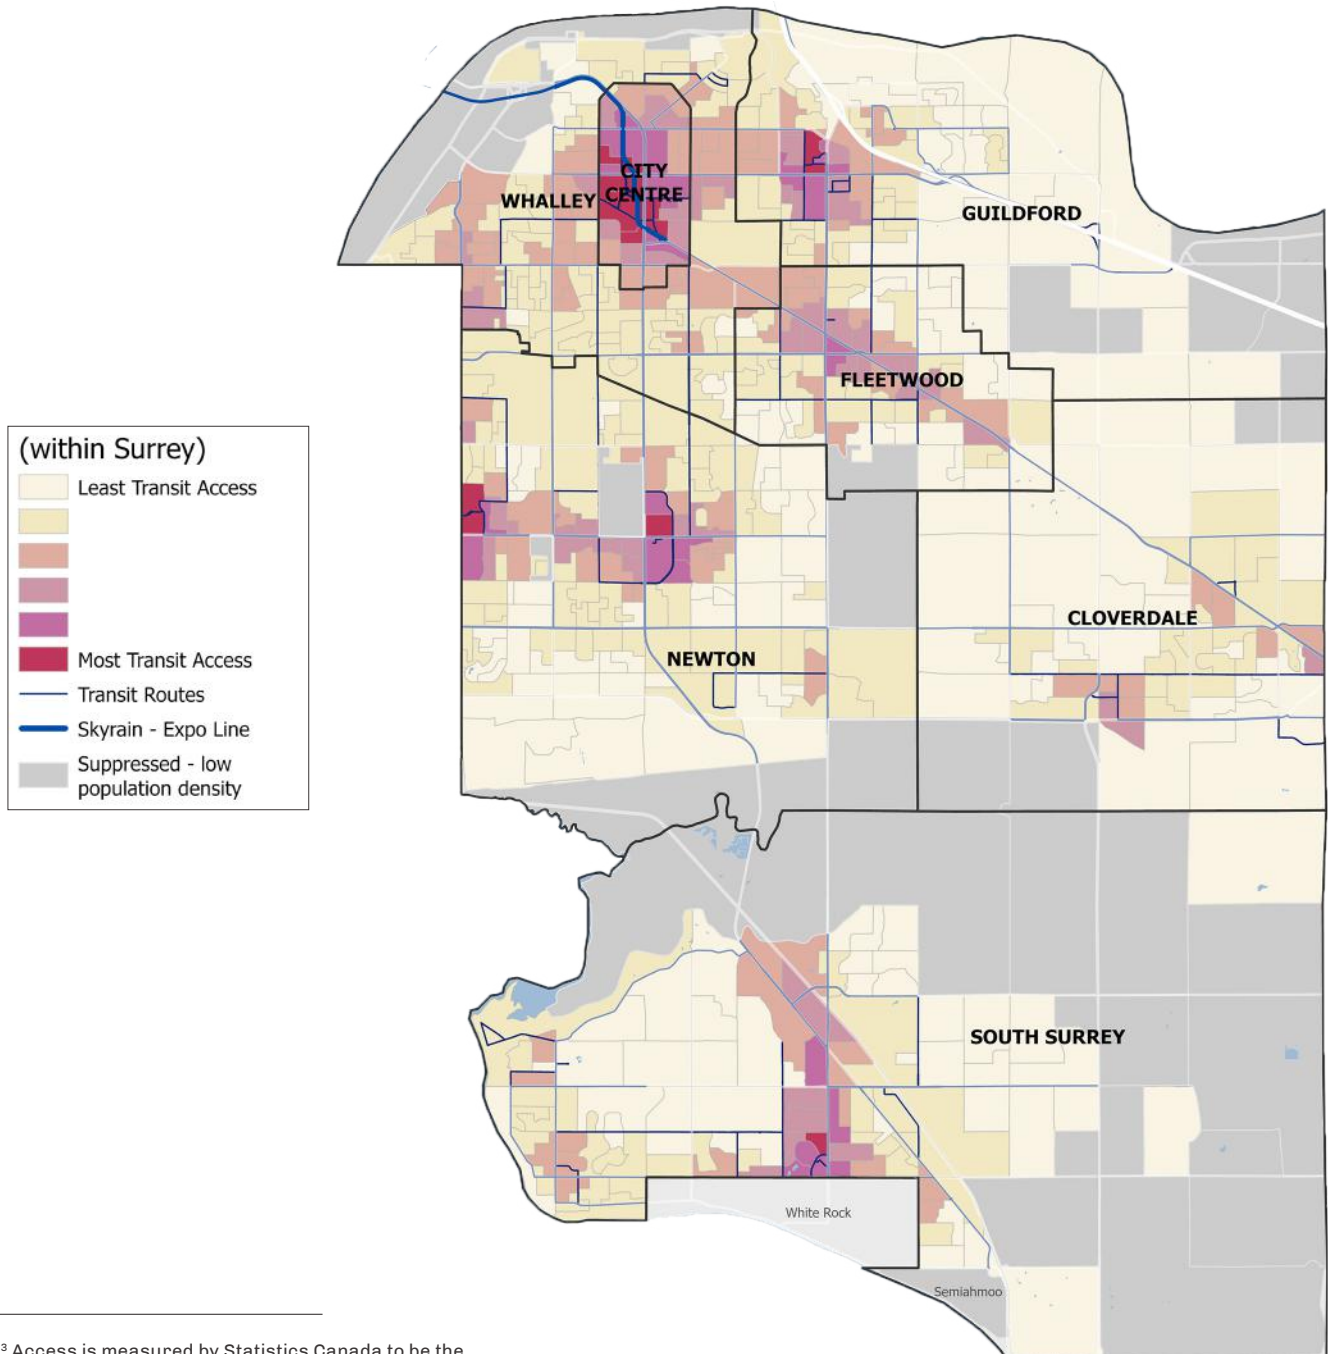 CITY
CENTRE
WHALLEY
GUILDFORD
FLEETWOOD
(within Surrey)
Least Transit Access
Most Transit Access
Transit Routes
Skyrain - Expo Line
Suppressed - low
population density
CLOVERDALE
NEWTON
SOUTH SURREY
White Rock
Semiahmoo
³ Access is measured by Statistics Canada to be the